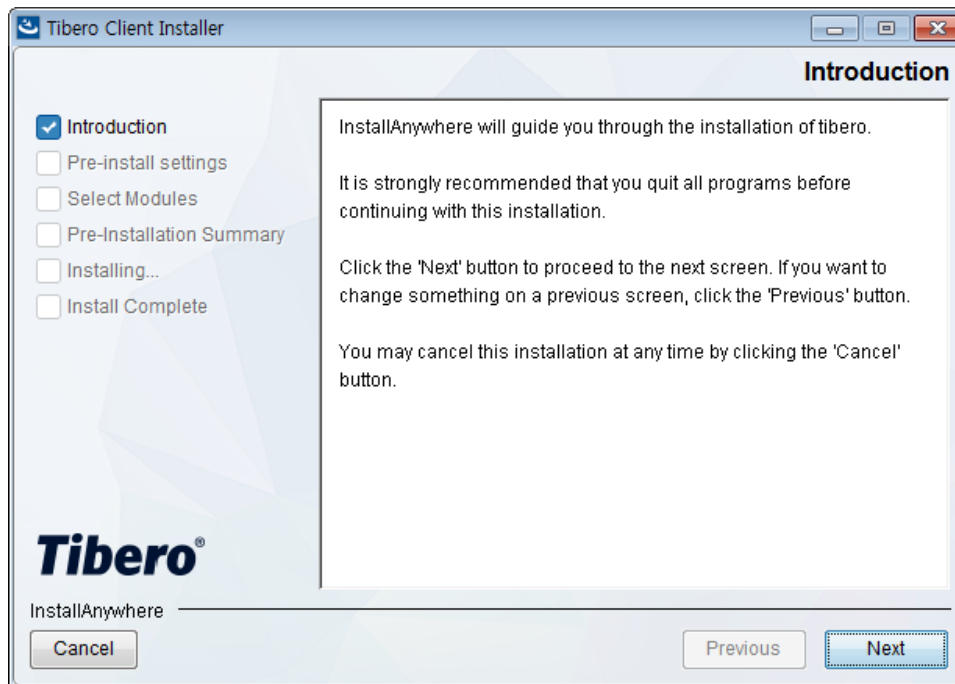 Tibero Client Installer
Introduction
Introduction
Pre-install settings
Select Modules
Pre-Installation Summary
Installing...
Install Complete
InstallAnywhere will guide you through the installation of tibero.
It is strongly recommended that you quit all programs before
continuing with this installation.
Click the 'Next' button to proceed to the next screen. If you want to
change something on a previous screen, click the 'Previous' button.
You may cancel this installation at any time by clicking the 'Cancel'
button.
Tibero®
InstallAnywhere
Cancel
Previous
Next